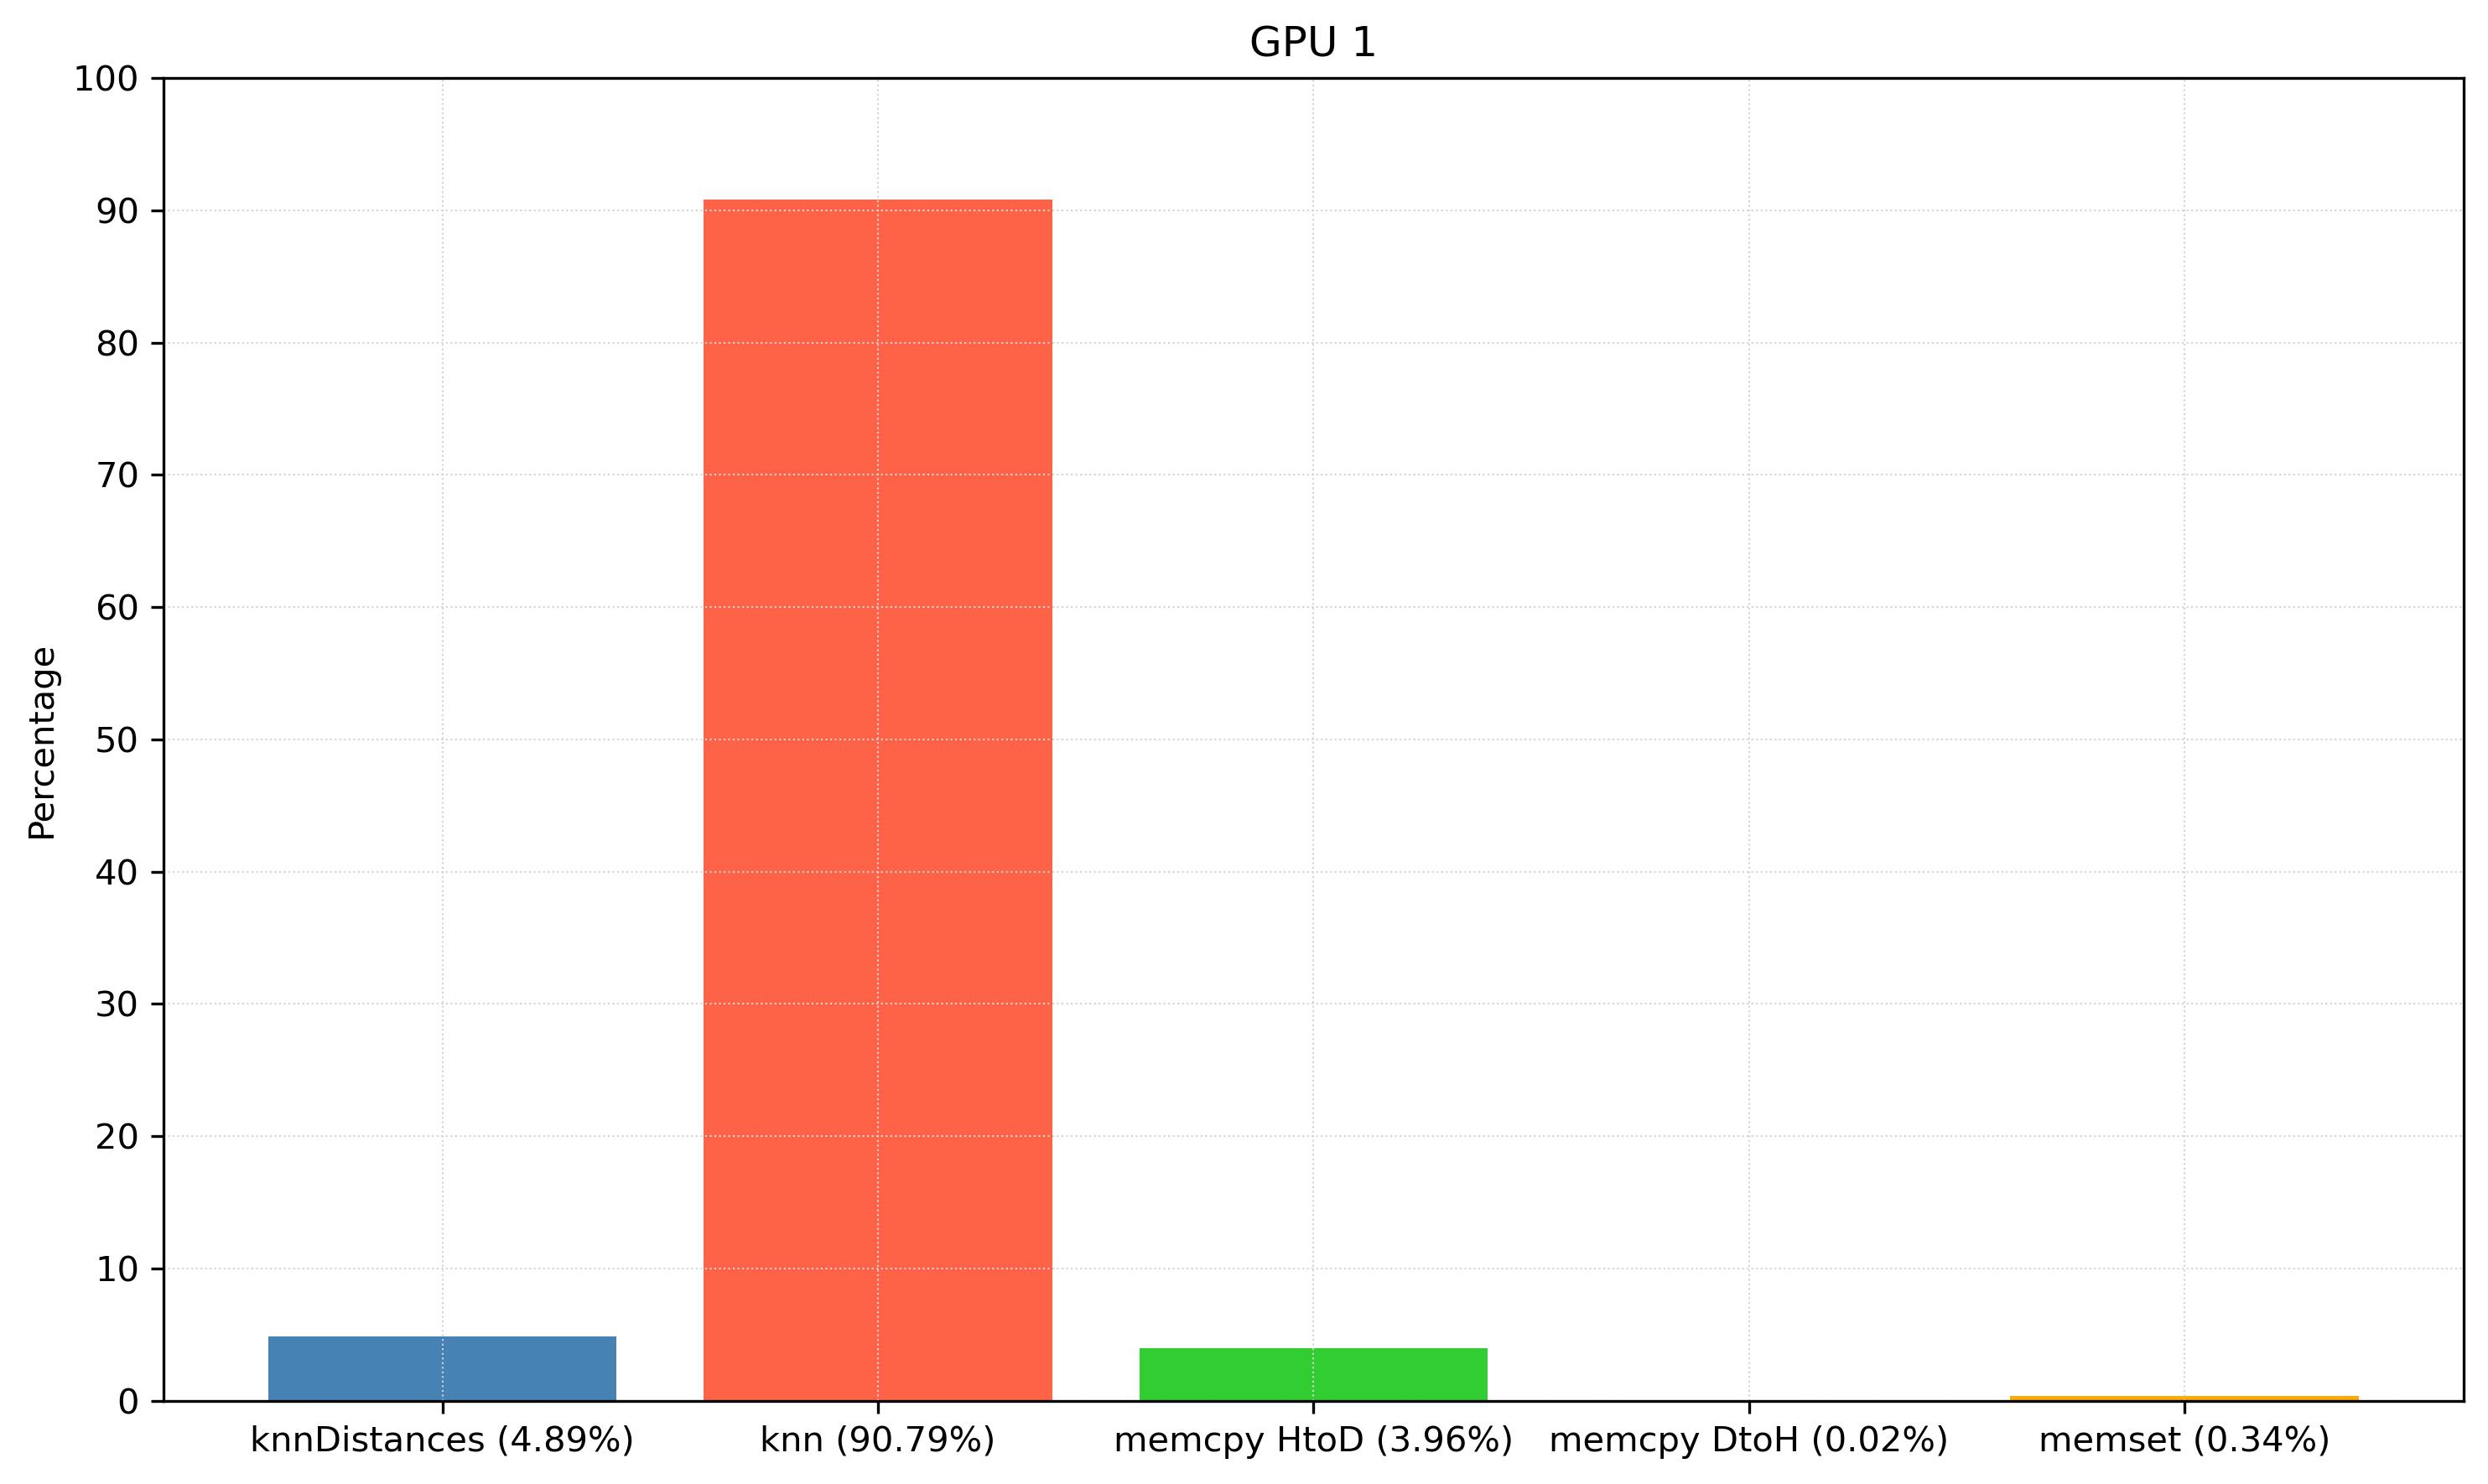 GPU 1
100
90
80
70
60
50
40
30
20
10
0
Percentage
knnDistances (4.89%)
knn (90.79%)
memcpy HtoD (3.96%)
memcpy DtoH (0.02%)
memset (0.34%)